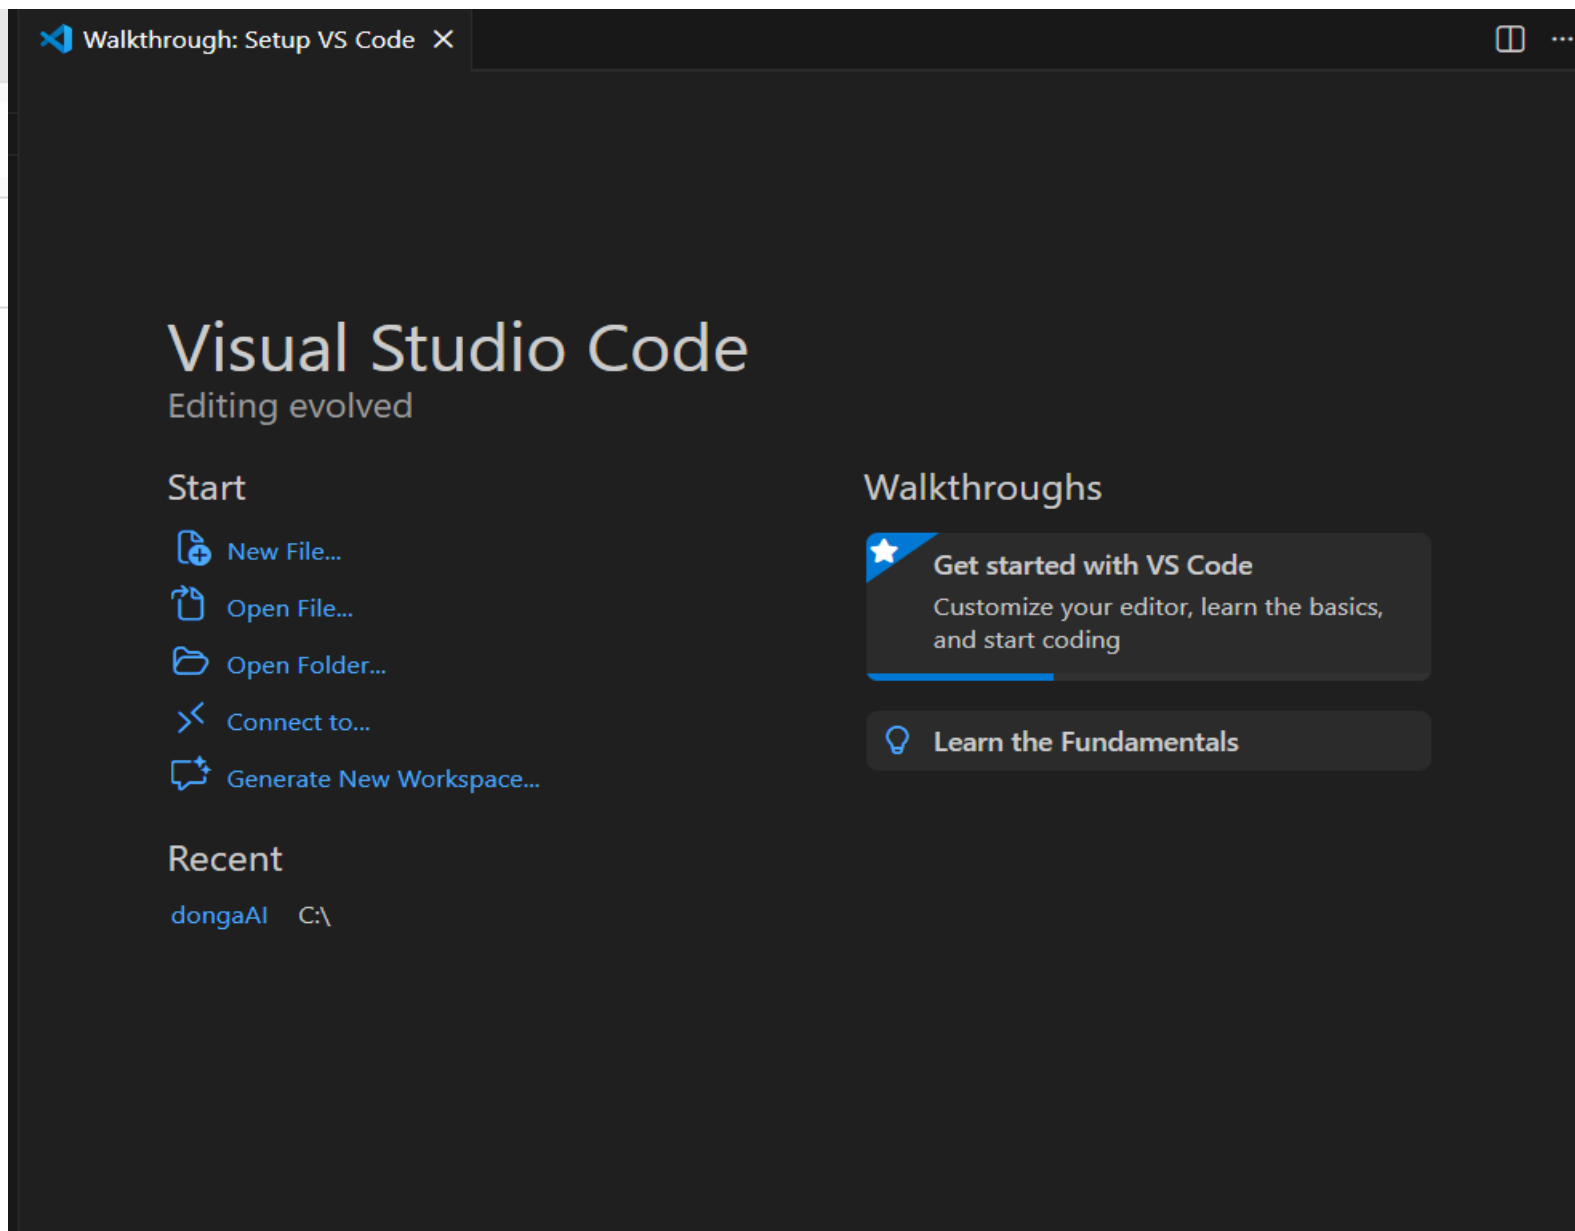 Walkthrough: Setup VS Code
Visual Studio Code
Editing evolved
Start
New File...
Open File...
Open Folder...
Connect to...
Generate New Workspace...
Recent
dongaAI C:\
Walkthroughs
Get started with VS Code
Customize your editor, learn the basics,
and start coding
Learn the Fundamentals